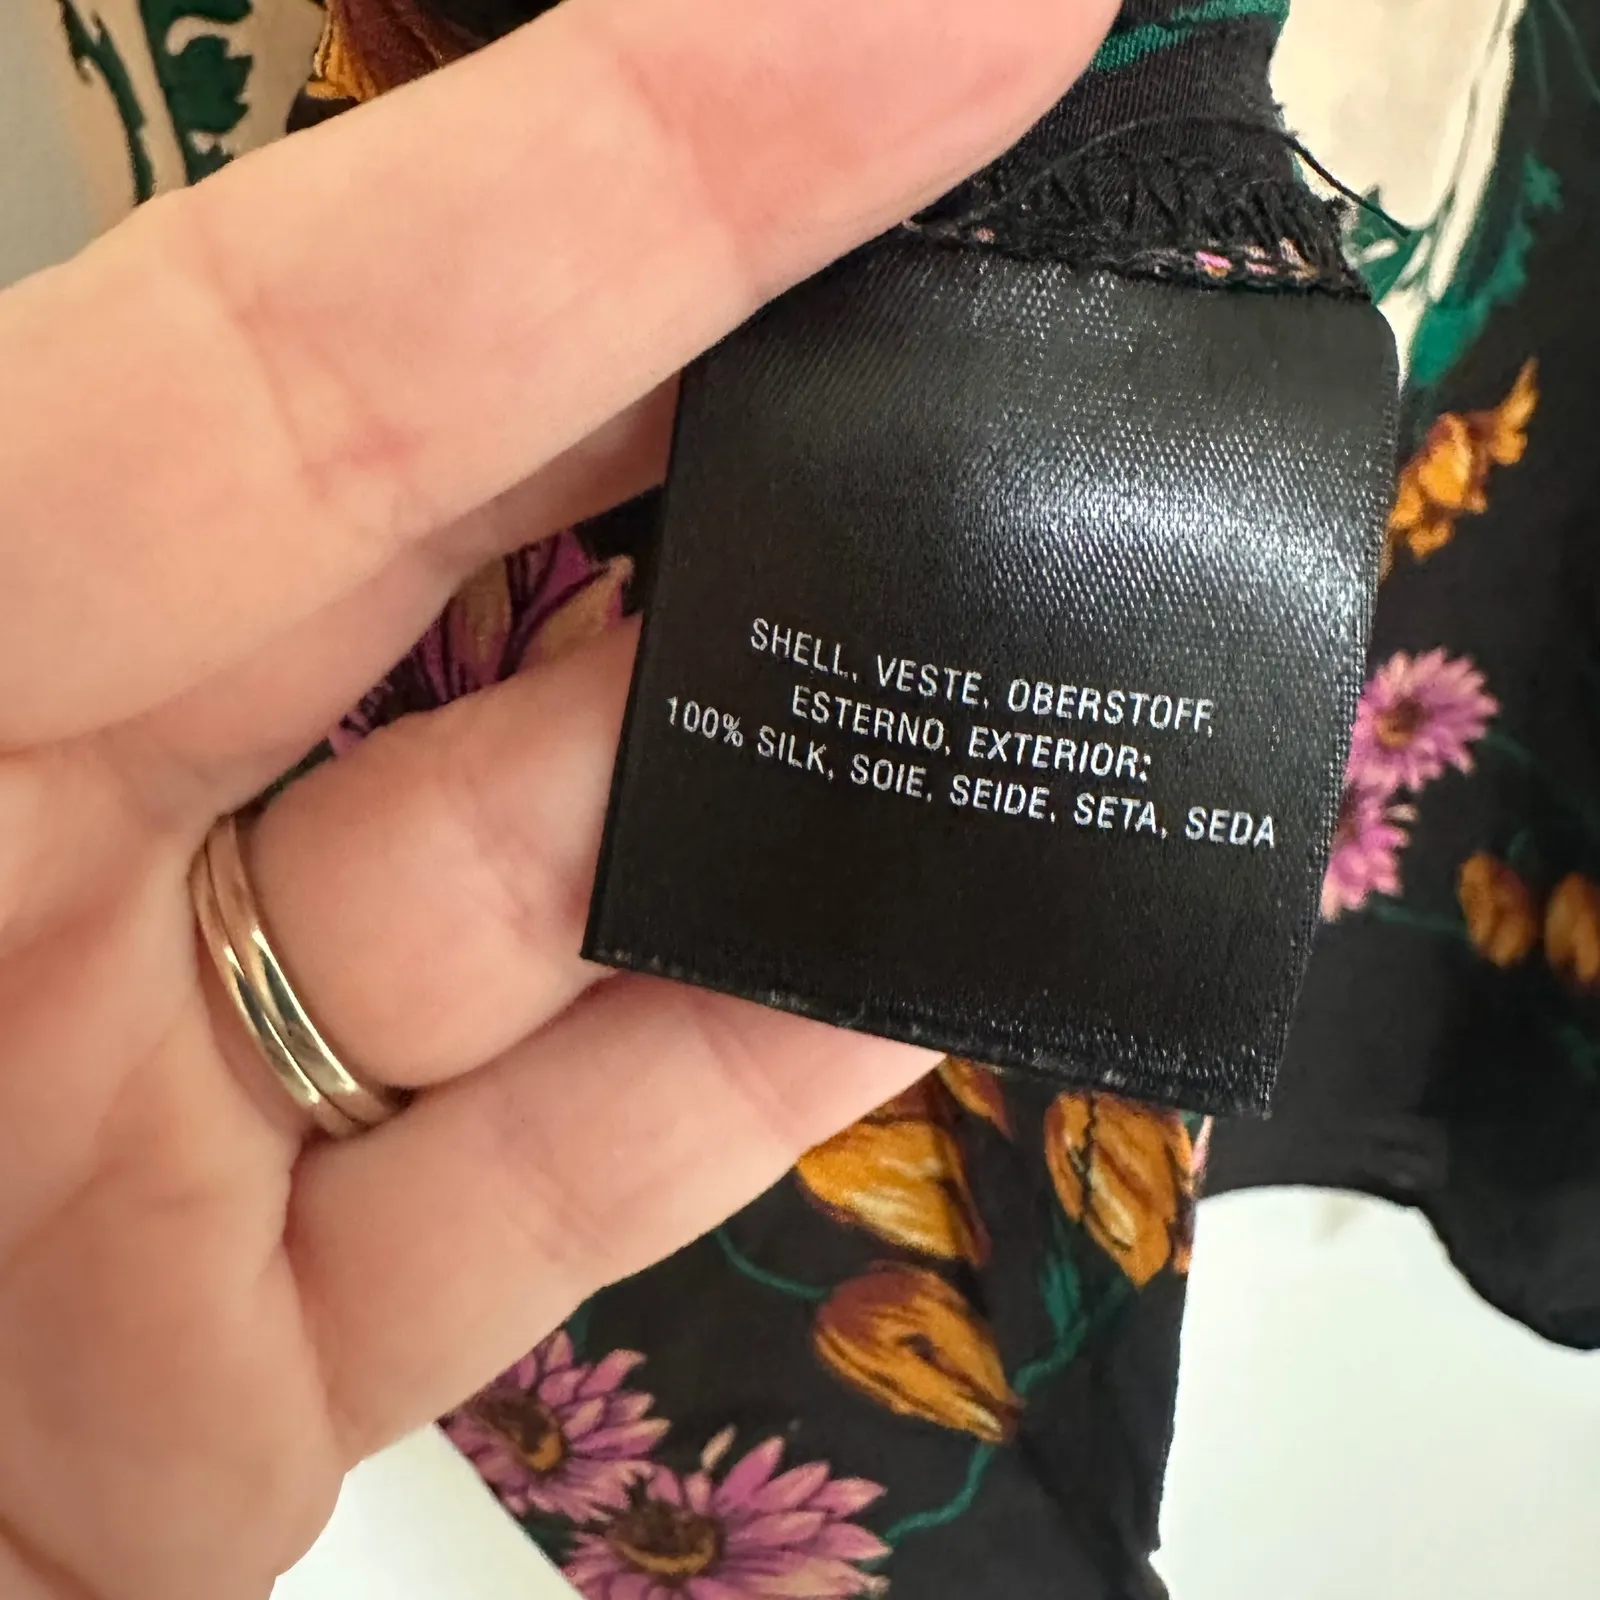 SHELL, VESTE, OBERSTOFF,
ESTERNO, EXTERIOR:
100% SILK, SOIE, SEIDE, SETA, SEDA